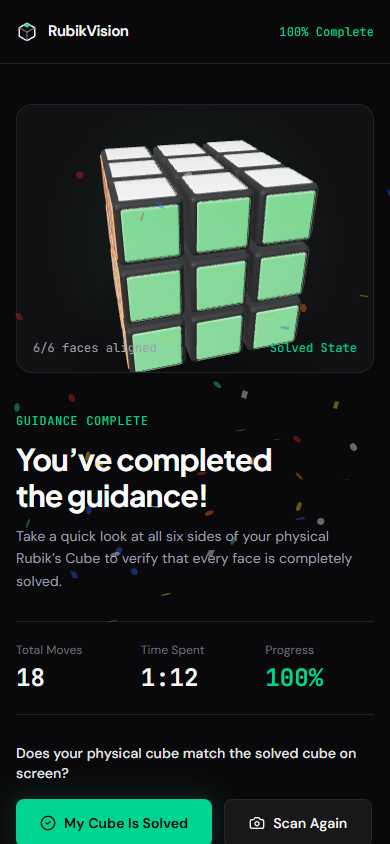 RubikVision
100% Complete
6/6 faces aligned
Solved State
GUIDANCE COMPLETE
You’ve completed
the guidance!
Take a quick look at all six sides of your physical
Rubik's Cube to verify that every face is completely
solved.
Total Moves
Time Spent
Progress
18
1:12
100%
Does your physical cube match the solved cube on
screen?
My Cube Is Solved
Scan Again